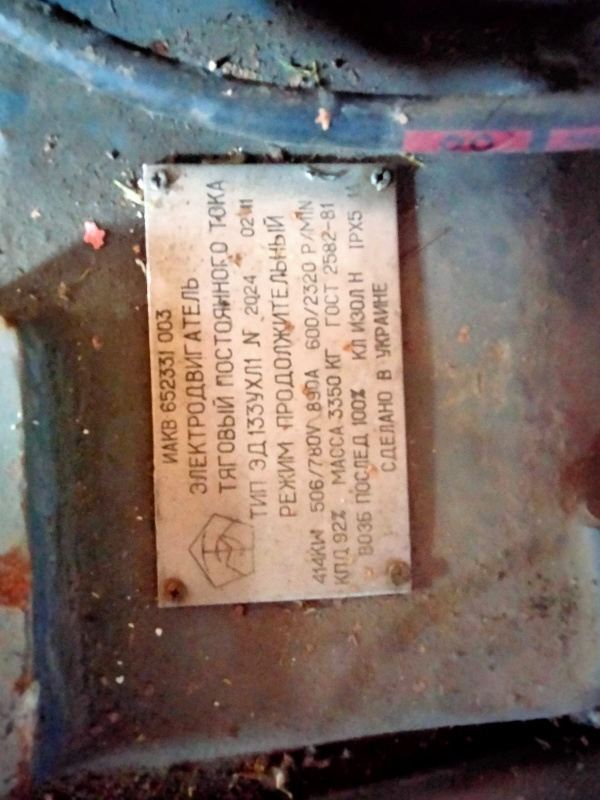 ИАКВ 652331 003
ЭЛЕКТРОДВИГАТЕЛЬ
ТЯГОВЫЙ ПОСТОЯННОГО ТОКА
ТИП ЭД133УХЛ1 N 2024 02 11
РЕЖИМ ПРОДОЛЖИТЕЛЬНЫЙ
414KW 506/780V 890A 600/2320 P/MIN
КПД 92% МАССА 3350 КГ ГОСТ 2582-81
ВОЗБ ПОСЛЕД 100% КЛ ИЗОЛ Н IPX5
СДЕЛАНО В УКРАИНЕ